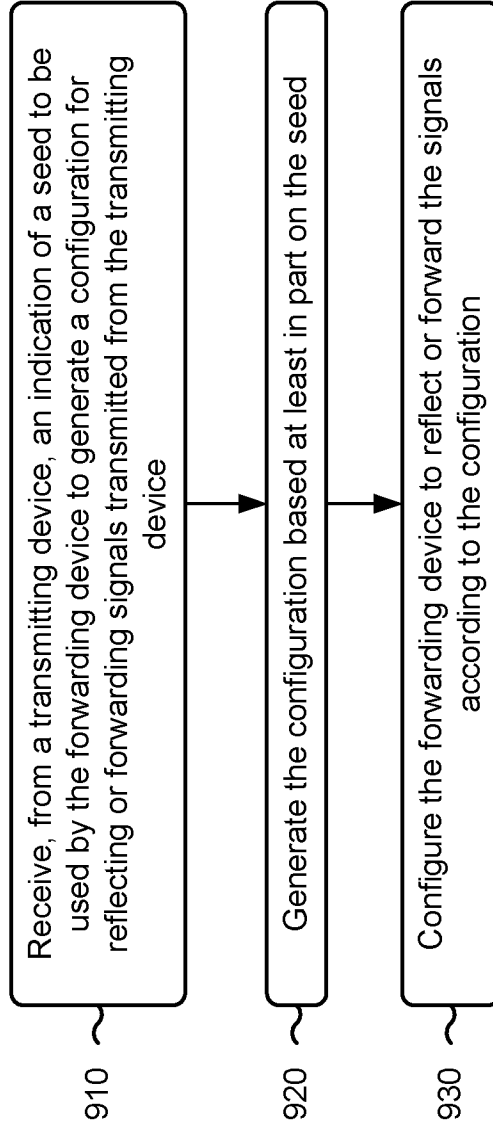 910
Receive, from a transmitting device, an indication of a seed to be
used by the forwarding device to generate a configuration for
reflecting or forwarding signals transmitted from the transmitting
device
920
Generate the configuration based at least in part on the seed
930
Configure the forwarding device to reflect or forward the signals
according to the configuration